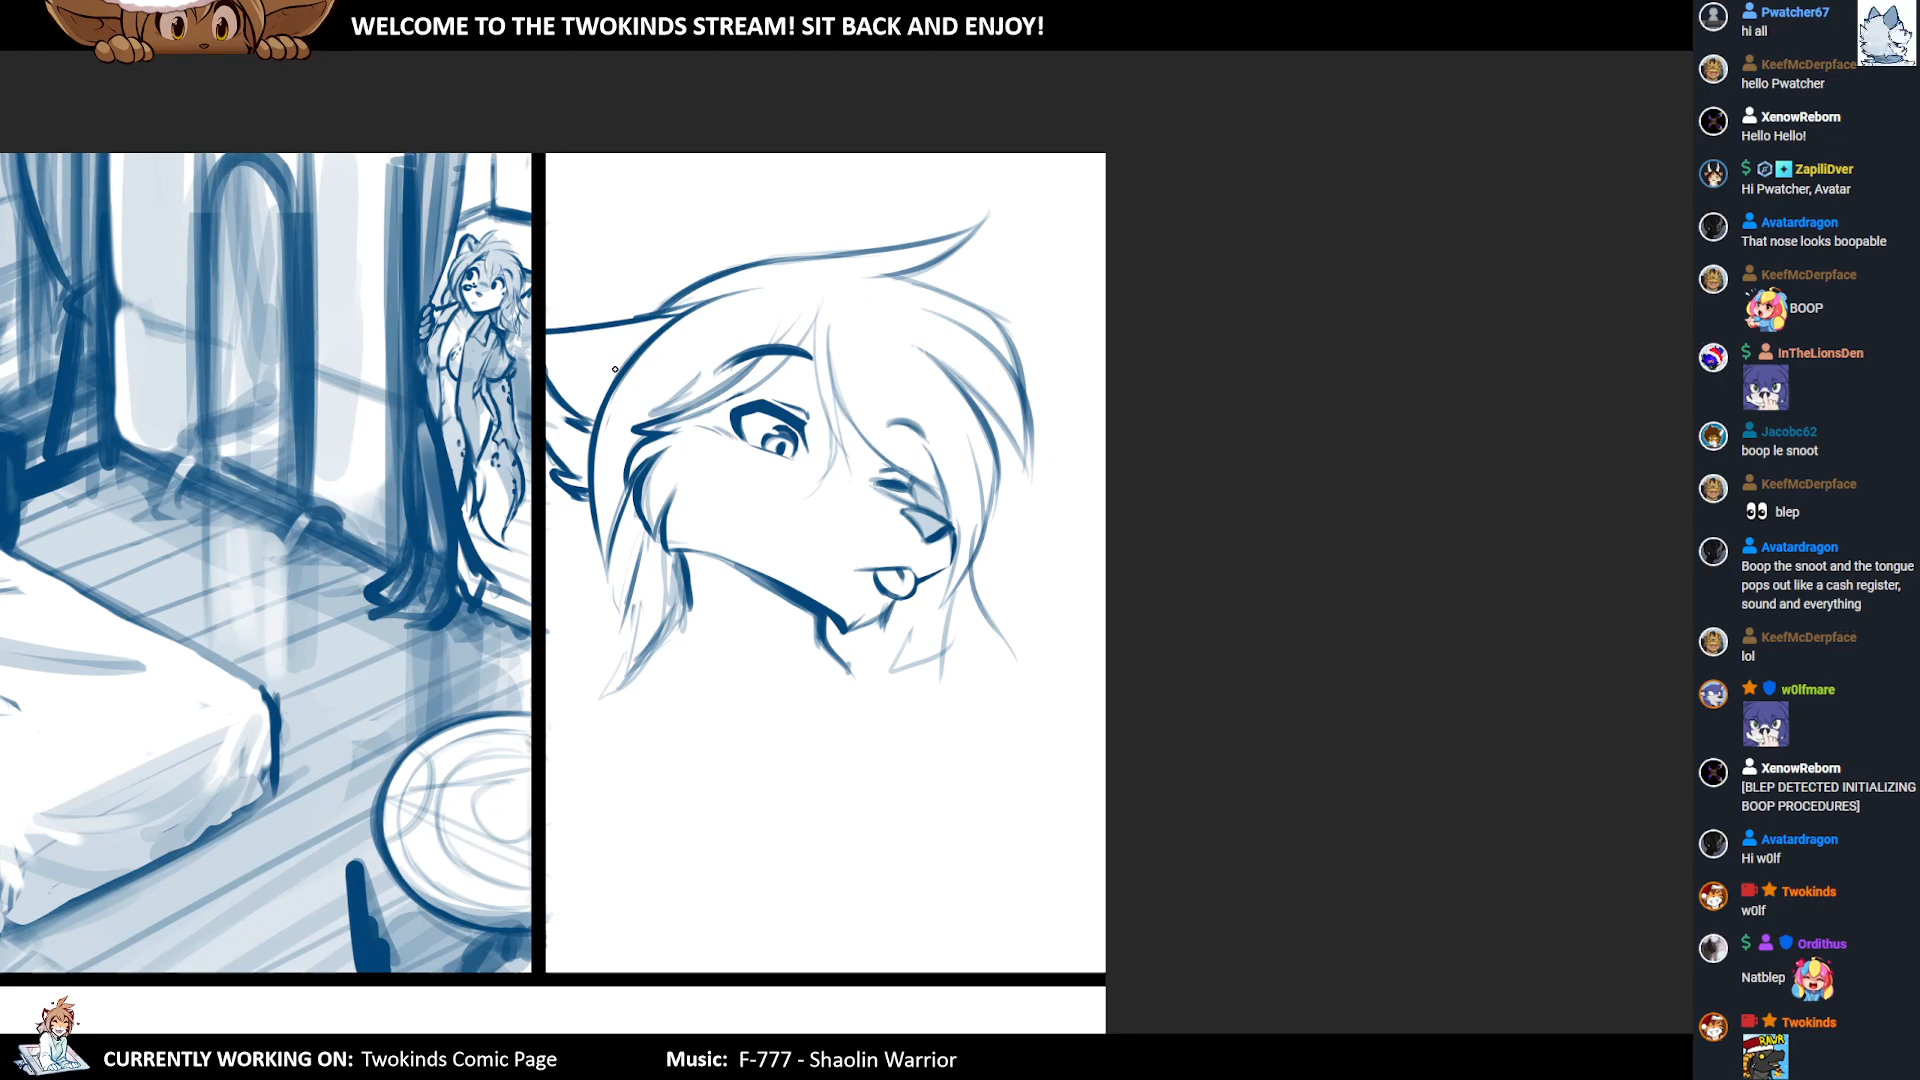 WELCOME TO THE TWOKINDS STREAM! SIT BACK AND ENJOY!
Pwatcher67
hi all
KeefMcDerpface
hello Pwatcher
XenowReborn
Hello Hello!
$ ZapiliDver
Hi Pwatcher, Avatar
Avatardragon
That nose looks boopable
KeefMcDerpface
BOOP
$ InTheLionsDen
Jacobc62
boop le snoot
KeefMcDerpface
blep
Avatardragon
Boop the snoot and the tongue
pops out like a cash register,
sound and everything
KeefMcDerpface
lol
w0lfmare
XenowReborn
[BLEP DETECTED INITIALIZING
BOOP PROCEDURES]
Avatardragon
Hi w0lf
Twokinds
w0lf
$ Ordithus
Natblep
Twokinds
RAWR
CURRENTLY WORKING ON: Twokinds Comic Page
Music: F-777 - Shaolin Warrior